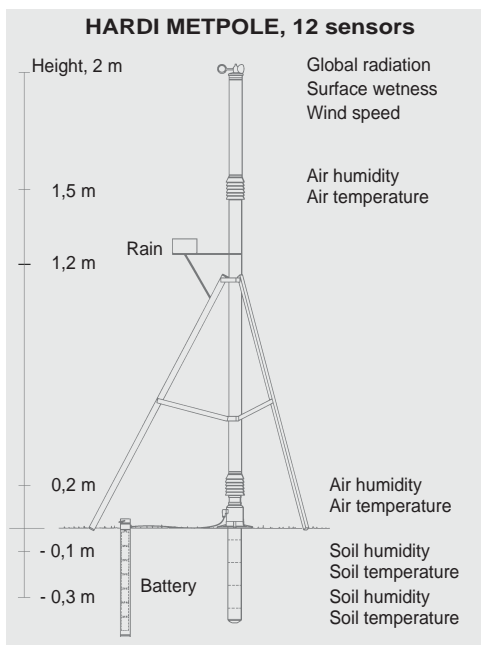 HARDI METPOLE, 12 sensors
Height, 2 m
Global radiation
Surface wetness
Wind speed
1,5 m
Air humidity
Air temperature
Rain
1,2 m
0,2 m
Air humidity
Air temperature
- 0,1 m
Soil humidity
Soil temperature
Battery
- 0,3 m
Soil humidity
Soil temperature